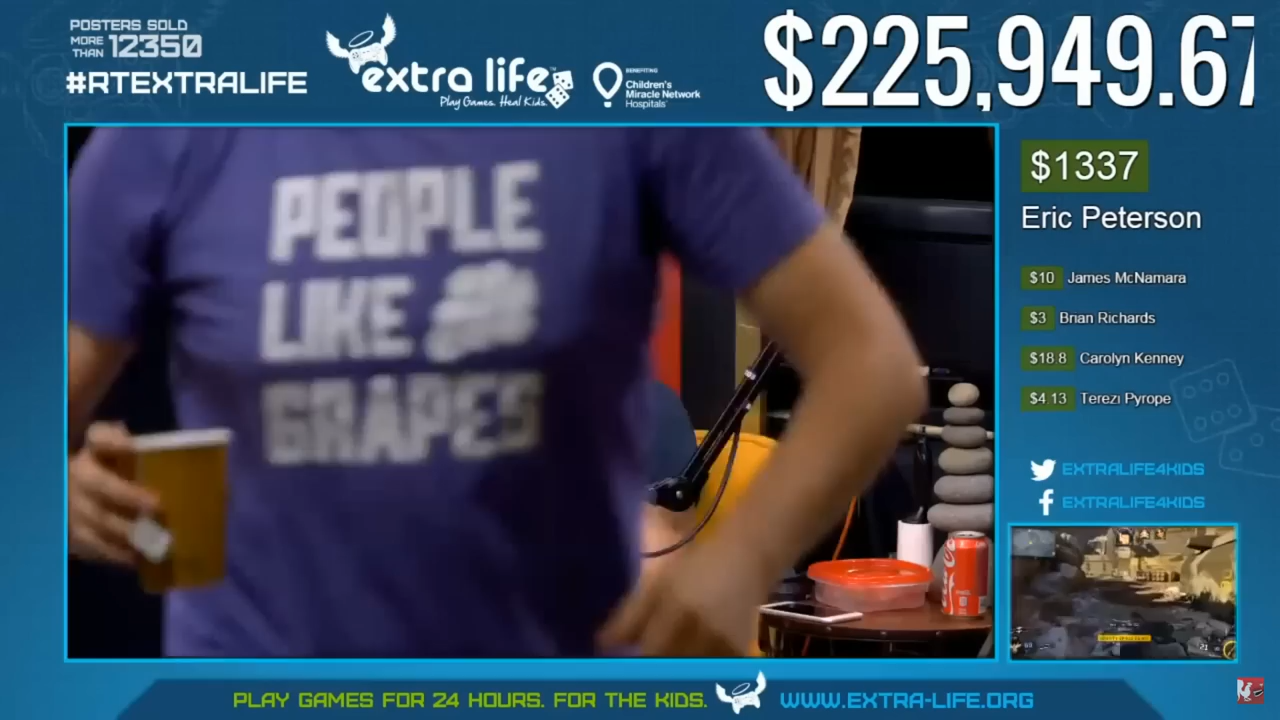 POSTERS SOLD
MORE THAN 12350
#RTEXTRALIFE
extra life
Play Games. Heal Kids.
BENEFITING
Children's
Miracle Network
Hospitals
$225,949.67
PEOPLE
LIKE
GRAPES
$1337
Eric Peterson
$10 James McNamara
$3 Brian Richards
$18.8 Carolyn Kenney
$4.13 Terezi Pyrope
EXTRALIFE4KIDS
EXTRALIFE4KIDS
PLAY GAMES FOR 24 HOURS. FOR THE KIDS.
WWW.EXTRA-LIFE.ORG